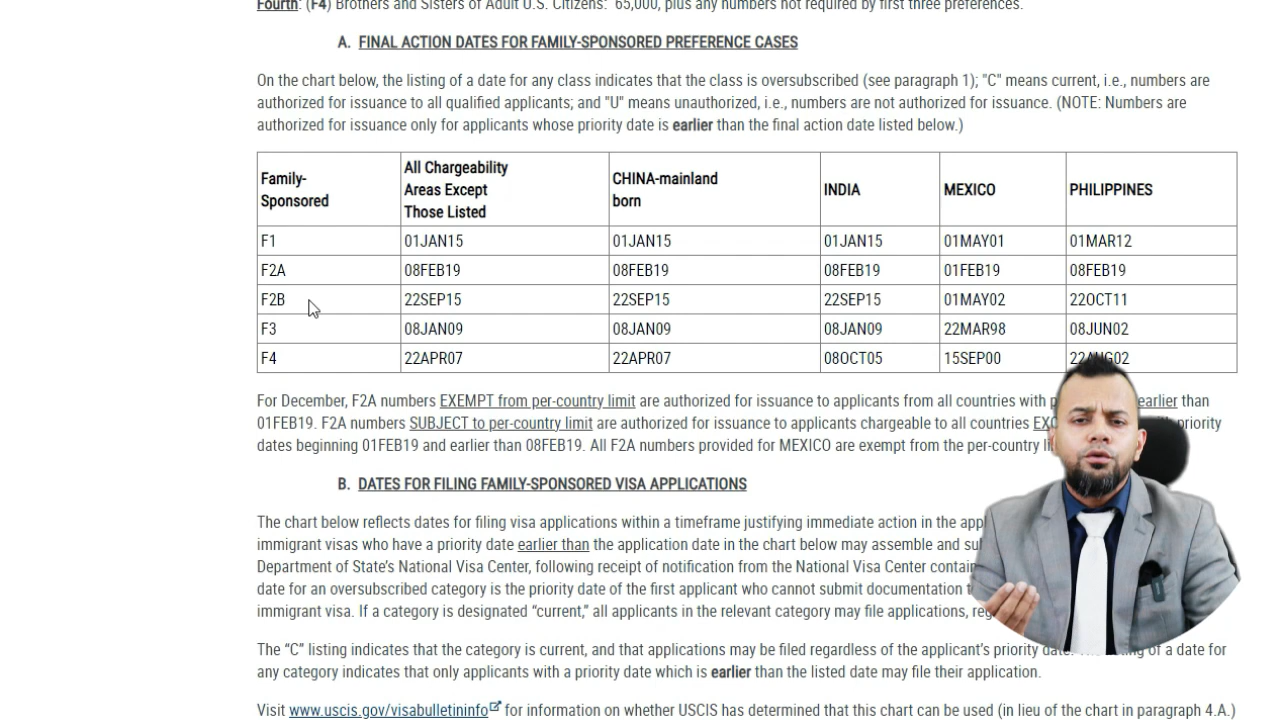 Fourth: (F4) Brothers and Sisters of Adult U.S. Citizens: 65,000, plus any numbers not required by first three preferences.
A. FINAL ACTION DATES FOR FAMILY-SPONSORED PREFERENCE CASES
On the chart below, the listing of a date for any class indicates that the class is oversubscribed (see paragraph 1); "C" means current, i.e., numbers are
authorized for issuance to all qualified applicants; and "U" means unauthorized, i.e., numbers are not authorized for issuance. (NOTE: Numbers are
authorized for issuance only for applicants whose priority date is earlier than the final action date listed below.)
Family-Sponsored All Chargeability Areas Except Those Listed CHINA-mainland born INDIA MEXICO PHILIPPINES
F1 01JAN15 01JAN15 01JAN15 01MAY01 01MAR12
F2A 08FEB19 08FEB19 08FEB19 01FEB19 08FEB19
F2B 22SEP15 22SEP15 22SEP15 01MAY02 22OCT11
F3 08JAN09 08JAN09 08JAN09 22MAR98 08JUN02
F4 22APR07 22APR07 08OCT05 15SEP00
For December, F2A numbers EXEMPT from per-country limit are authorized for issuance to applicants from all countries with earlier than
01FEB19. F2A numbers SUBJECT to per-country limit are authorized for issuance to applicants chargeable to all countries priority
dates beginning 01FEB19 and earlier than 08FEB19. All F2A numbers provided for MEXICO are exempt from the per-country
B. DATES FOR FILING FAMILY-SPONSORED VISA APPLICATIONS
The chart below reflects dates for filing visa applications within a timeframe justifying immediate action in the
immigrant visas who have a priority date earlier than the application date in the chart below may assemble and
Department of State's National Visa Center, following receipt of notification from the National Visa Center
date for an oversubscribed category is the priority date of the first applicant who cannot submit documentation
immigrant visa. If a category is designated “current,” all applicants in the relevant category may file applications,
The “C” listing indicates that the category is current, and that applications may be filed regardless of the applicant's priority of a date for
any category indicates that only applicants with a priority date which is earlier than the listed date may file their application.
Visit www.uscis.gov/visabulletininfo for information on whether USCIS has determined that this chart can be used (in lieu of the chart in paragraph 4.A.)